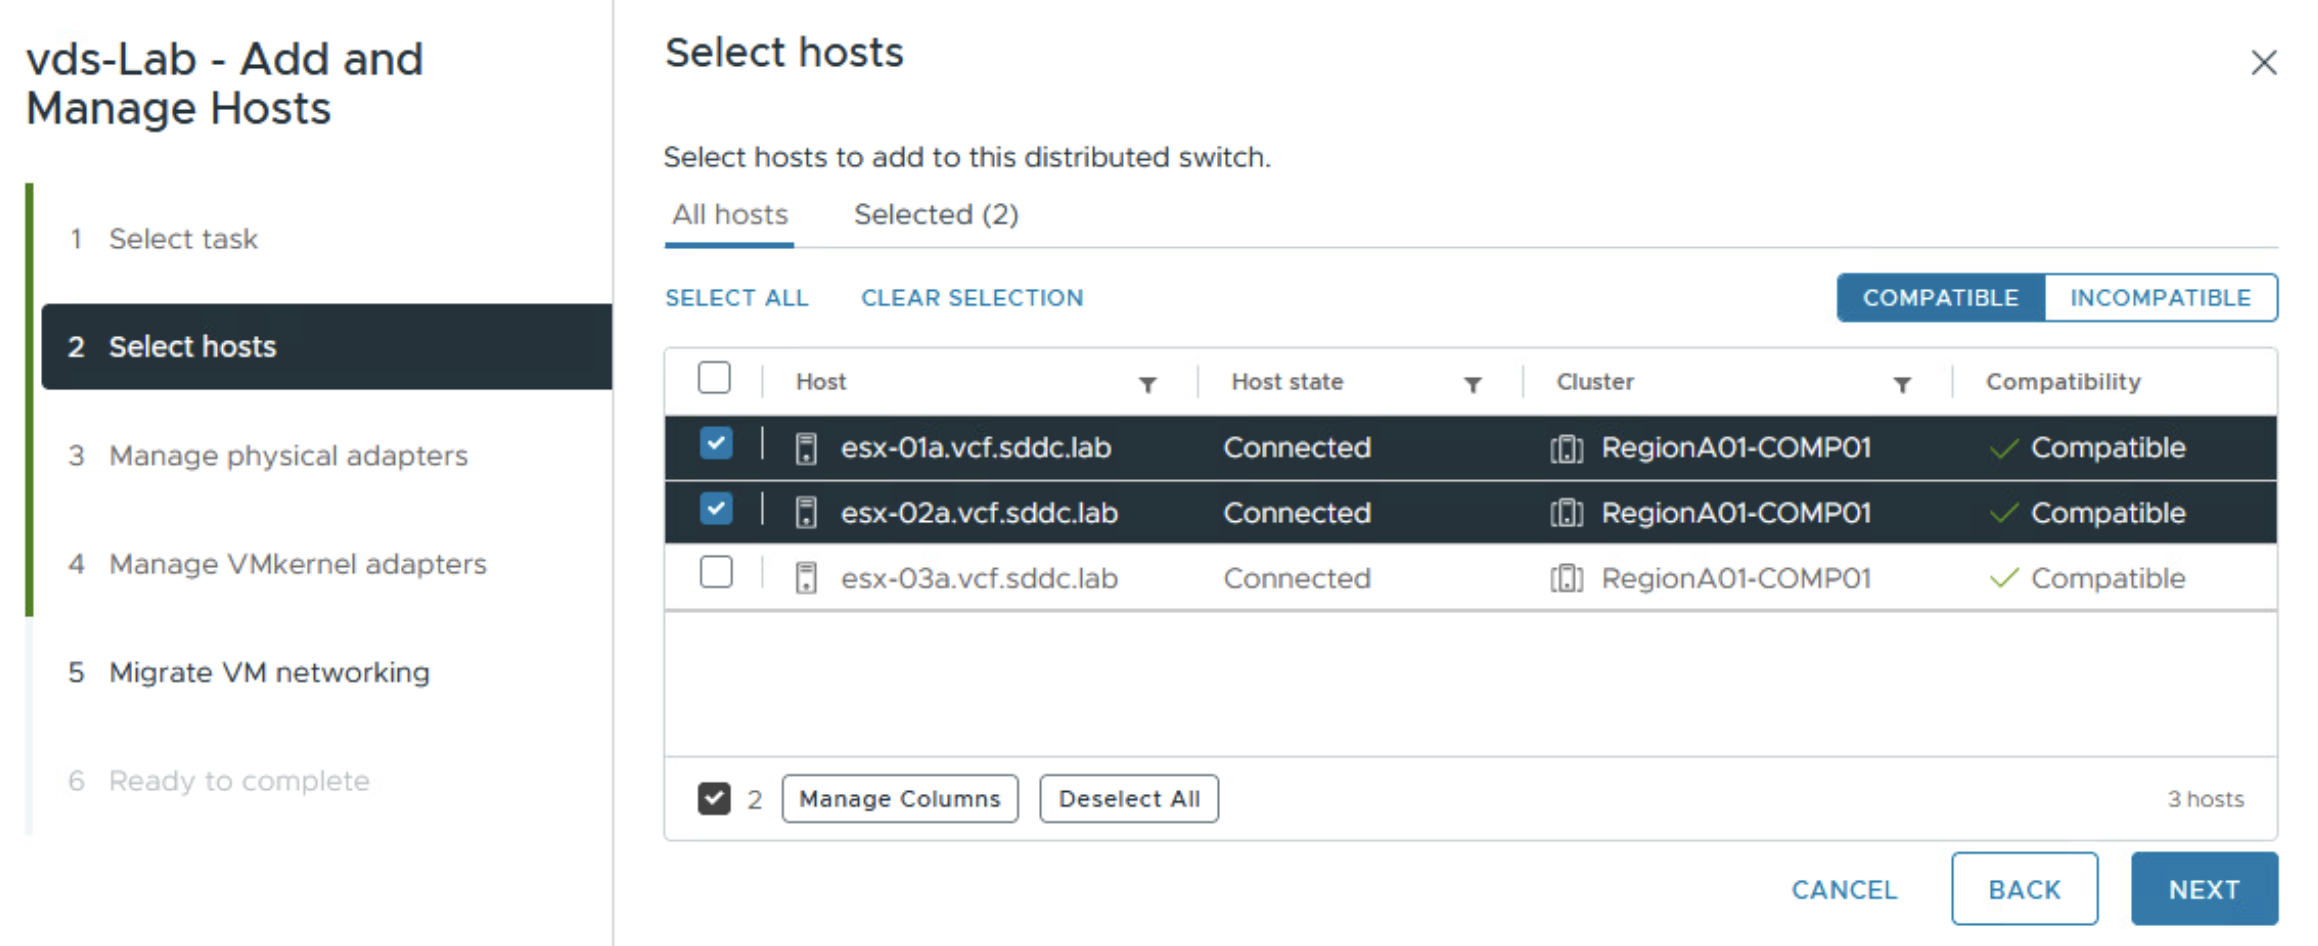 vds-Lab - Add and
Manage Hosts
1 Select task
2 Select hosts
3 Manage physical adapters
4 Manage VMkernel adapters
5 Migrate VM networking
6 Ready to complete
Select hosts
Select hosts to add to this distributed switch.
All hosts Selected (2)
SELECT ALL CLEAR SELECTION COMPATIBLE INCOMPATIBLE
Host Host state Cluster Compatibility
esx-01a.vcf.sddc.lab Connected RegionA01-COMP01 Compatible
esx-02a.vcf.sddc.lab Connected RegionA01-COMP01 Compatible
esx-03a.vcf.sddc.lab Connected RegionA01-COMP01 Compatible
2 Manage Columns Deselect All 3 hosts
CANCEL BACK NEXT